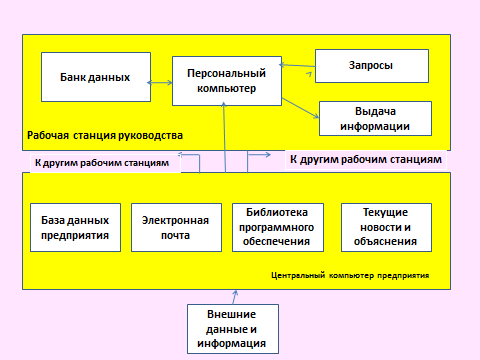 Банк данных
Персональный
компьютер
Запросы
Выдача
информации
Рабочая станция руководства
К другим рабочим станциям
К другим рабочим станциям
База данных
предприятия
Электронная
почта
Библиотека
программного
обеспечения
Текущие
новости и
объяснения
Центральный компьютер предприятия
Внешние
данные и
информация